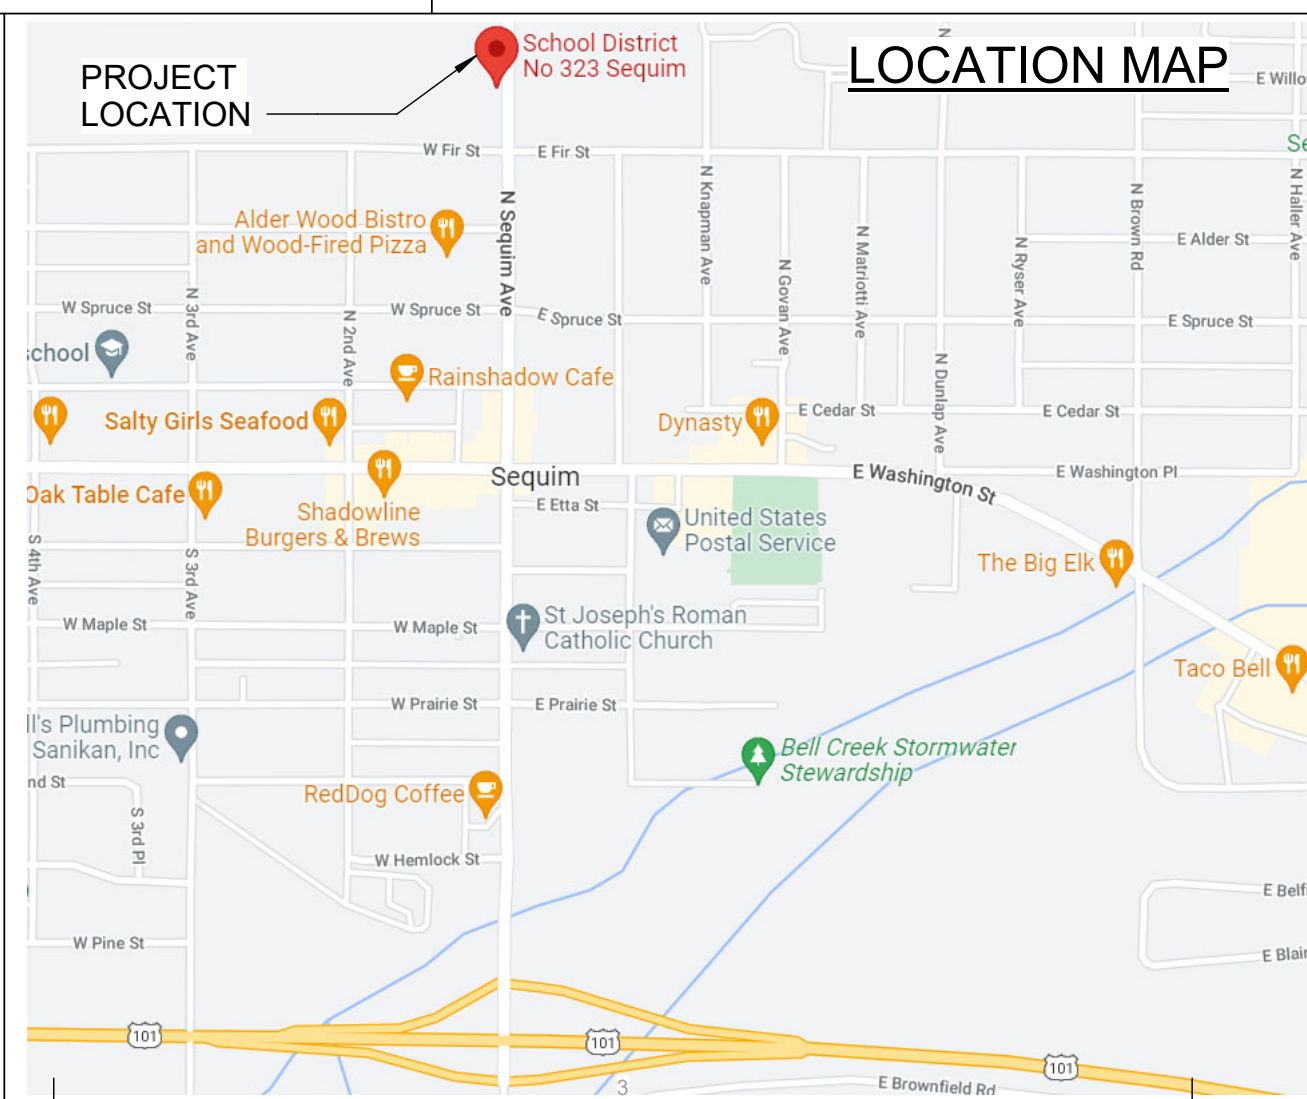 LOCATION MAP
PROJECT
LOCATION
School District
No 323 Sequim
N
E Willo
W Fir St
E Fir St
Se
N Sequim Ave
N Knapman Ave
N Govan Ave
N Matriotti Ave
N Ryser Ave
N Brown Rd
N Haller Ave
E Alder St
Alder Wood Bistro
and Wood-Fired Pizza
W Spruce St
N 3rd Ave
N 2nd Ave
W Spruce St
E Spruce St
E Spruce St
school
Rainshadow Cafe
N Dunlap Ave
Salty Girls Seafood
Dynasty
E Cedar St
E Cedar St
Sequim
E Washington St
E Washington Pl
Oak Table Cafe
Shadowline
Burgers & Brews
E Etta St
United States
Postal Service
The Big Elk
S 4th Ave
S 3rd Ave
W Maple St
W Maple St
St Joseph's Roman
Catholic Church
Taco Bell
W Prairie St
E Prairie St
ll's Plumbing
Sanikan, Inc
Bell Creek Stormwater
Stewardship
nd St
RedDog Coffee
S 3rd Pl
W Hemlock St
E Belf
W Pine St
E Blair
101
101
101
3
E Brownfield Rd